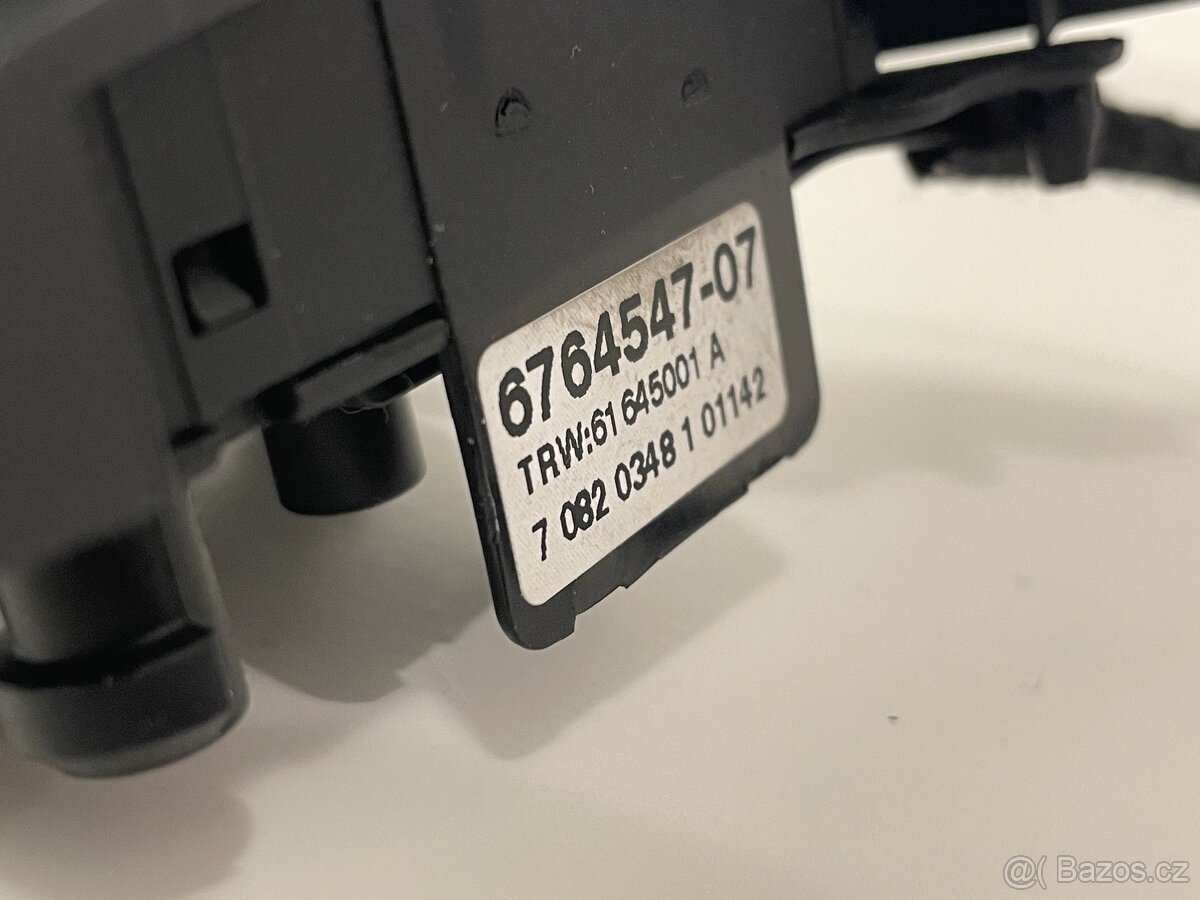 6764547-07
TRW:61645001 A
7 082 0348 1 01142
@( Bazos.cz